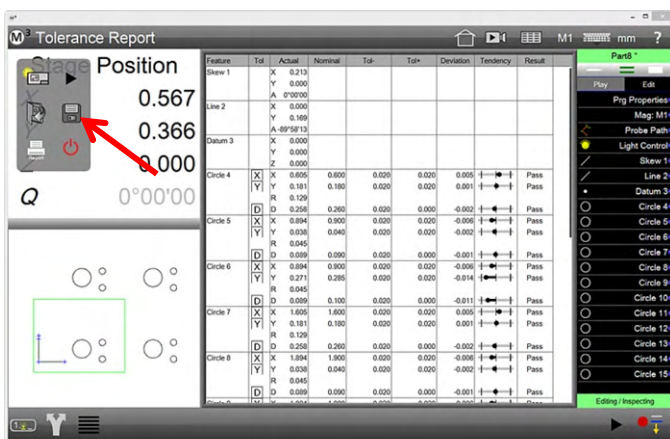 M³ Tolerance Report
M1
mm
?
Stage Position
0.567
0.366
0.000
Q 0°00'00
Feature Tol Actual Nominal Tol- Tol+ Deviation Tendency Result
Skew 1 X 0.213
Y 0.000
A 0°00'00
Line 2 X 0.000
Y 0.169
A -89°58'13
Datum 3 X 0.000
Y 0.000
Z 0.000
Circle 4 X X 0.605 0.600 0.020 0.020 0.005 Pass
Y Y 0.181 0.180 0.020 0.020 0.001 Pass
R 0.129
D D 0.258 0.260 0.020 0.000 -0.002 Pass
Circle 5 X X 0.894 0.900 0.020 0.020 -0.006 Pass
Y Y 0.038 0.040 0.020 0.020 -0.002 Pass
R 0.045
D D 0.089 0.090 0.020 0.000 -0.001 Pass
Circle 6 X X 0.894 0.900 0.020 0.020 -0.006 Pass
Y Y 0.271 0.285 0.020 0.020 -0.014 Pass
R 0.045
D D 0.089 0.100 0.020 0.000 -0.011 Pass
Circle 7 X X 1.605 1.600 0.020 0.020 0.005 Pass
Y Y 0.181 0.180 0.020 0.020 0.001 Pass
R 0.129
D D 0.258 0.260 0.020 0.000 -0.002 Pass
Circle 8 X X 1.894 1.900 0.020 0.020 -0.006 Pass
Y Y 0.038 0.040 0.020 0.020 -0.002 Pass
R 0.045
D D 0.089 0.090 0.020 0.000 -0.001 Pass
Part8 *
Play Edit
Prg Properties
Mag: M1
Probe Path
Light Control
Skew 1
Line 2
Datum 3
Circle 4
Circle 5
Circle 6
Circle 7
Circle 8
Circle 9
Circle 10
Circle 11
Circle 12
Circle 13
Circle 14
Circle 15
Editing / Inspecting